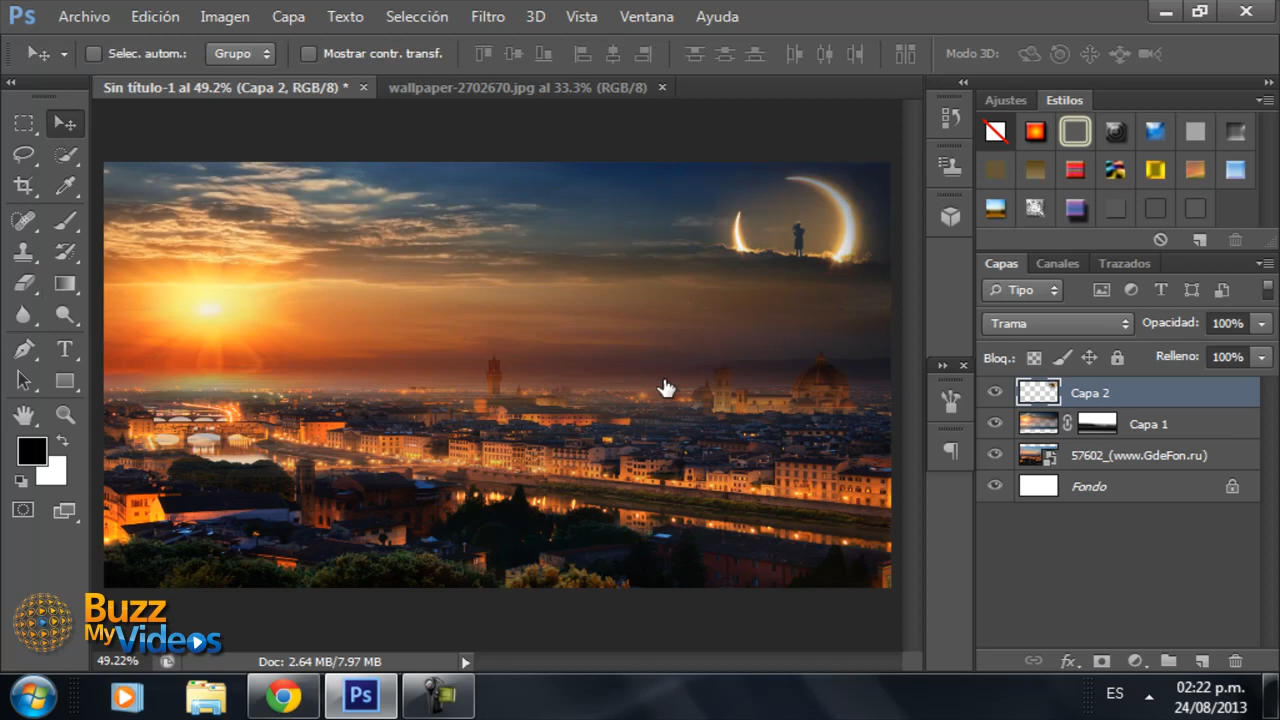 Ps Archivo Edición Imagen Capa Texto Selección Filtro 3D Vista Ventana Ayuda
Selec. autom.: Grupo Mostrar contr. transf. Modo 3D:
Sin título-1 al 49.2% (Capa 2, RGB/8) * × wallpaper-2702670.jpg al 33.3% (RGB/8) ×
Ajustes Estilos
Capas Canales Trazados
Tipo
Trama Opacidad: 100%
Bloq.: Relleno: 100%
Capa 2
Capa 1
57602_(www.GdeFon.ru)
Fondo
Buzz
My Videos
49.22% Doc: 2.64 MB/7.97 MB
Ps ES 02:22 p.m.
24/08/2013